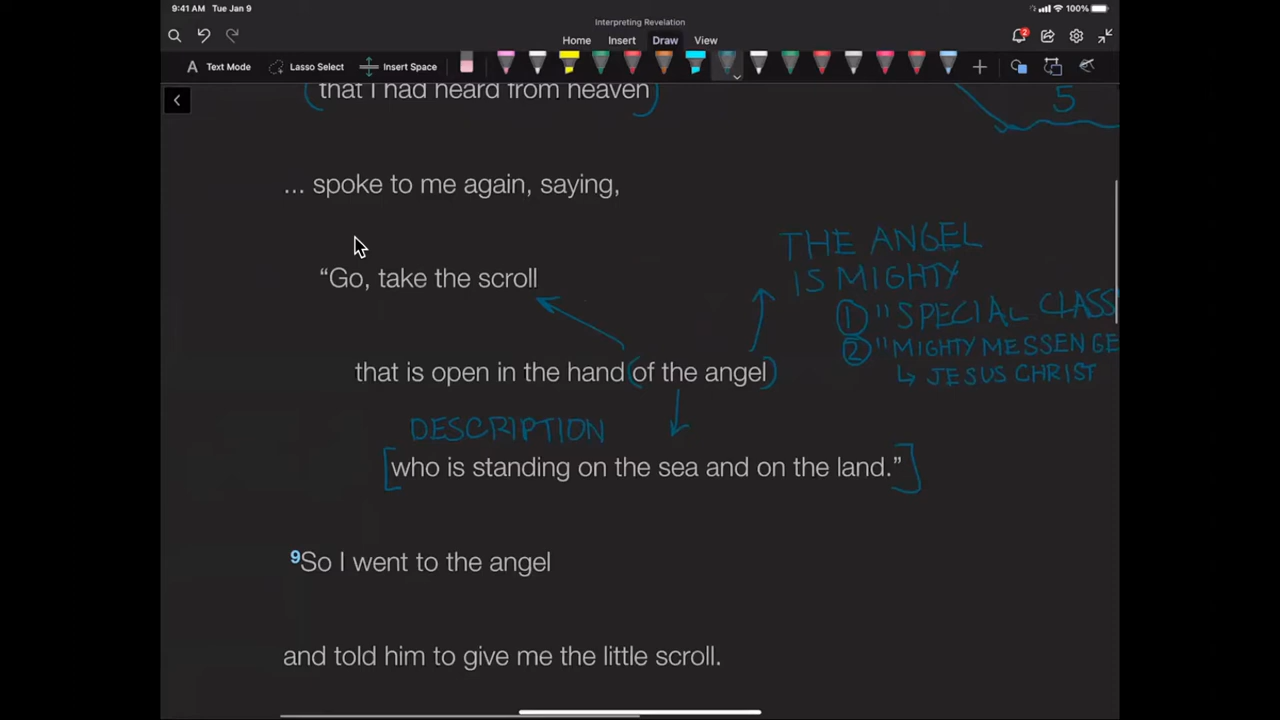 9:41 AM Tue Jan 9
100%
Interpreting Revelation
Home Insert Draw View
2
Text Mode Lasso Select Insert Space
(that I had heard from heaven)
5
... spoke to me again, saying,
THE ANGEL
IS MIGHTY
“Go, take the scroll
① "SPECIAL CLASS
② "MIGHTY MESSENGE
↳ JESUS CHRIST
that is open in the hand (of the angel)
DESCRIPTION
[who is standing on the sea and on the land.”]
9So I went to the angel
and told him to give me the little scroll.